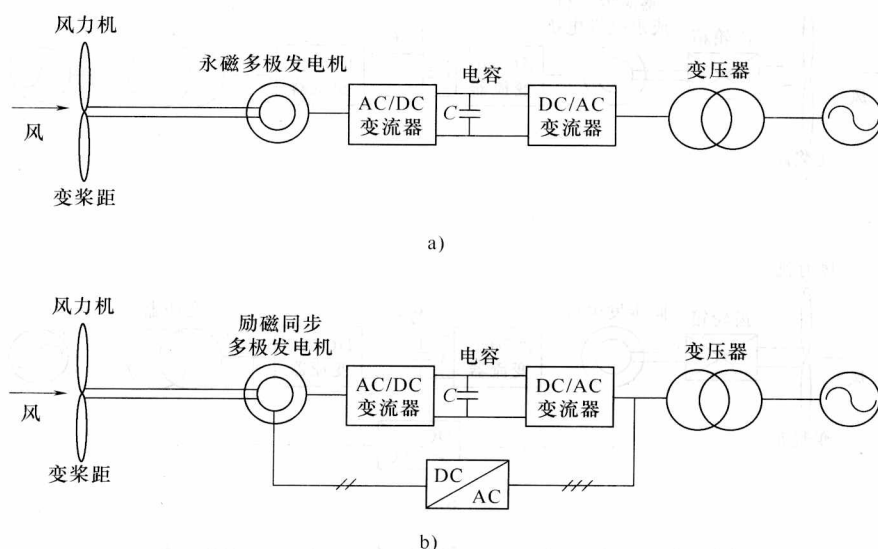 风力机
永磁多极发电机
电容
变压器
AC/DC
变流器
C
DC/AC
变流器
风
变桨距
a)
风力机
励磁同步
多极发电机
电容
变压器
AC/DC
变流器
C
DC/AC
变流器
风
变桨距
DC
AC
b)